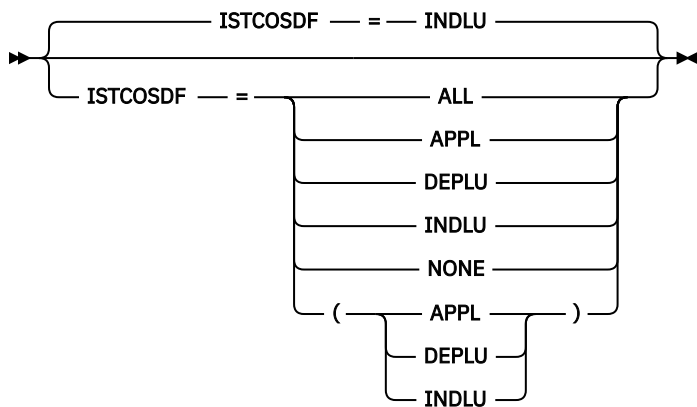 ISTCOSDF = INDLU
ISTCOSDF = ALL
APPL
DEPLU
INDLU
NONE
( APPL )
DEPLU
INDLU